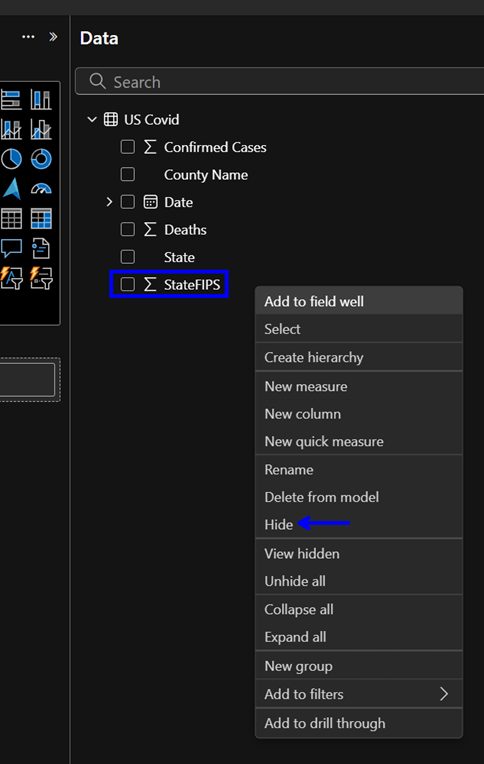 Data
Search
US Covid
Confirmed Cases
County Name
Date
Deaths
State
StateFIPS
Add to field well
Select
Create hierarchy
New measure
New column
New quick measure
Rename
Delete from model
Hide
View hidden
Unhide all
Collapse all
Expand all
New group
Add to filters
Add to drill through